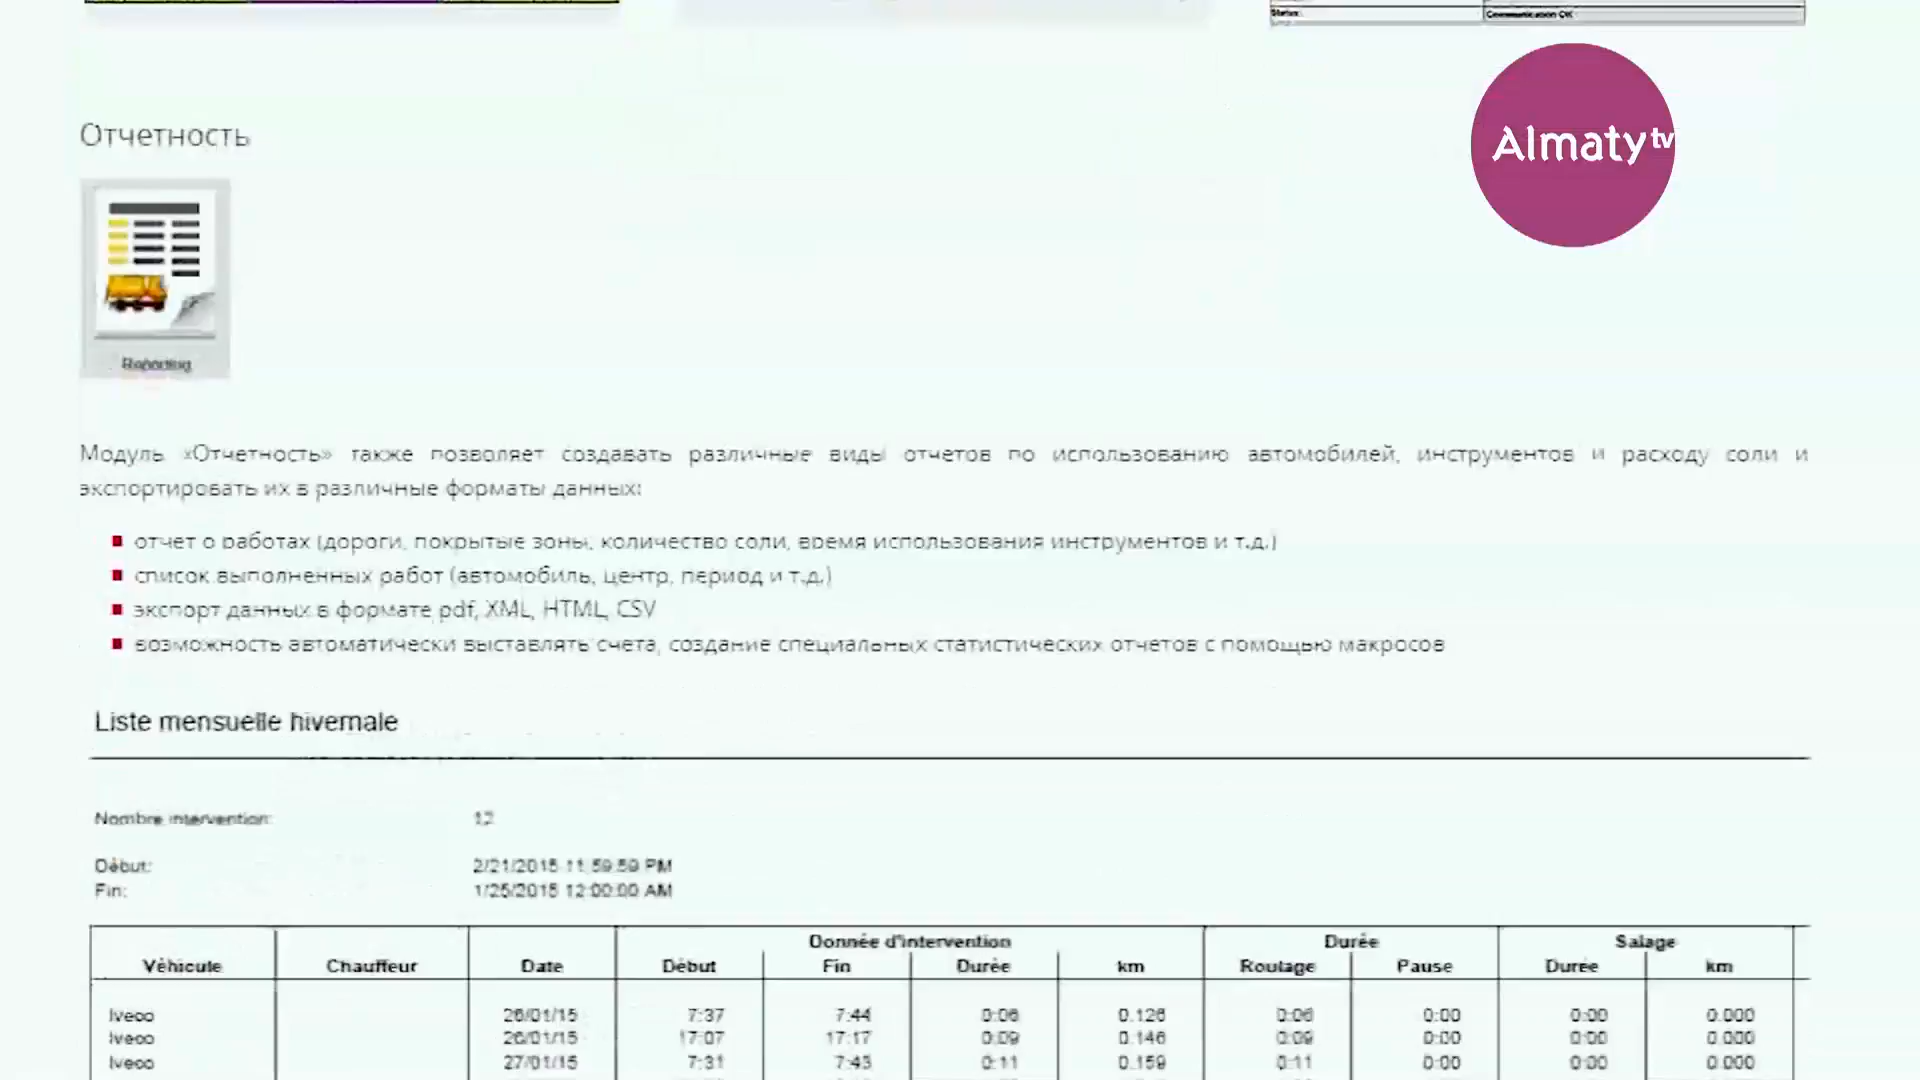 Status:
Communication OK
Almaty tv
Отчетность
Reporting
Модуль «Отчетность» также позволяет создавать различные виды отчетов по использованию автомобилей, инструментов и расходу соли и
экспортировать их в различные форматы данных:
отчет о работах (дороги, покрытые зоны, количество соли, время использования инструментов и т.д.)
список выполненных работ (автомобиль, центр, период и т.д.)
экспорт данных в формате pdf, XML, HTML, CSV
возможность автоматически выставлять счета, создание специальных статистических отчетов с помощью макросов
Liste mensuelle hivernale
Nombre intervention: 12
Début: 2/21/2015 11:59:59 PM
Fin: 1/25/2015 12:00:00 AM
Donnée d'intervention Durée Salage
Véhicule Chauffeur Date Début Fin Durée km Routage Pause Durée km
Iveco 26/01/15 7:37 7:44 0:06 0.126 0:06 0:00 0:00 0.000
Iveco 26/01/15 17:07 17:17 0:09 0.146 0:09 0:00 0:00 0.000
Iveco 27/01/15 7:31 7:43 0:11 0.159 0:11 0:00 0:00 0.000